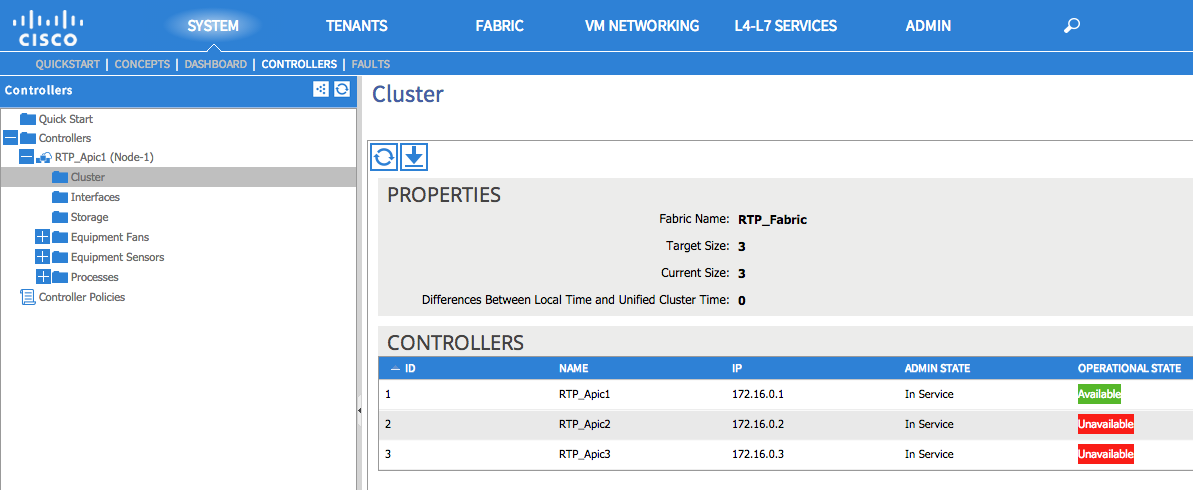 CISCO
SYSTEM TENANTS FABRIC VM NETWORKING L4-L7 SERVICES ADMIN
QUICKSTART | CONCEPTS | DASHBOARD | CONTROLLERS | FAULTS
Controllers
Quick Start
Controllers
RTP_Apic1 (Node-1)
Cluster
Interfaces
Storage
Equipment Fans
Equipment Sensors
Processes
Controller Policies
Cluster
PROPERTIES
Fabric Name: RTP_Fabric
Target Size: 3
Current Size: 3
Differences Between Local Time and Unified Cluster Time: 0
CONTROLLERS
ID NAME IP ADMIN STATE OPERATIONAL STATE
1 RTP_Apic1 172.16.0.1 In Service Available
2 RTP_Apic2 172.16.0.2 In Service Unavailable
3 RTP_Apic3 172.16.0.3 In Service Unavailable